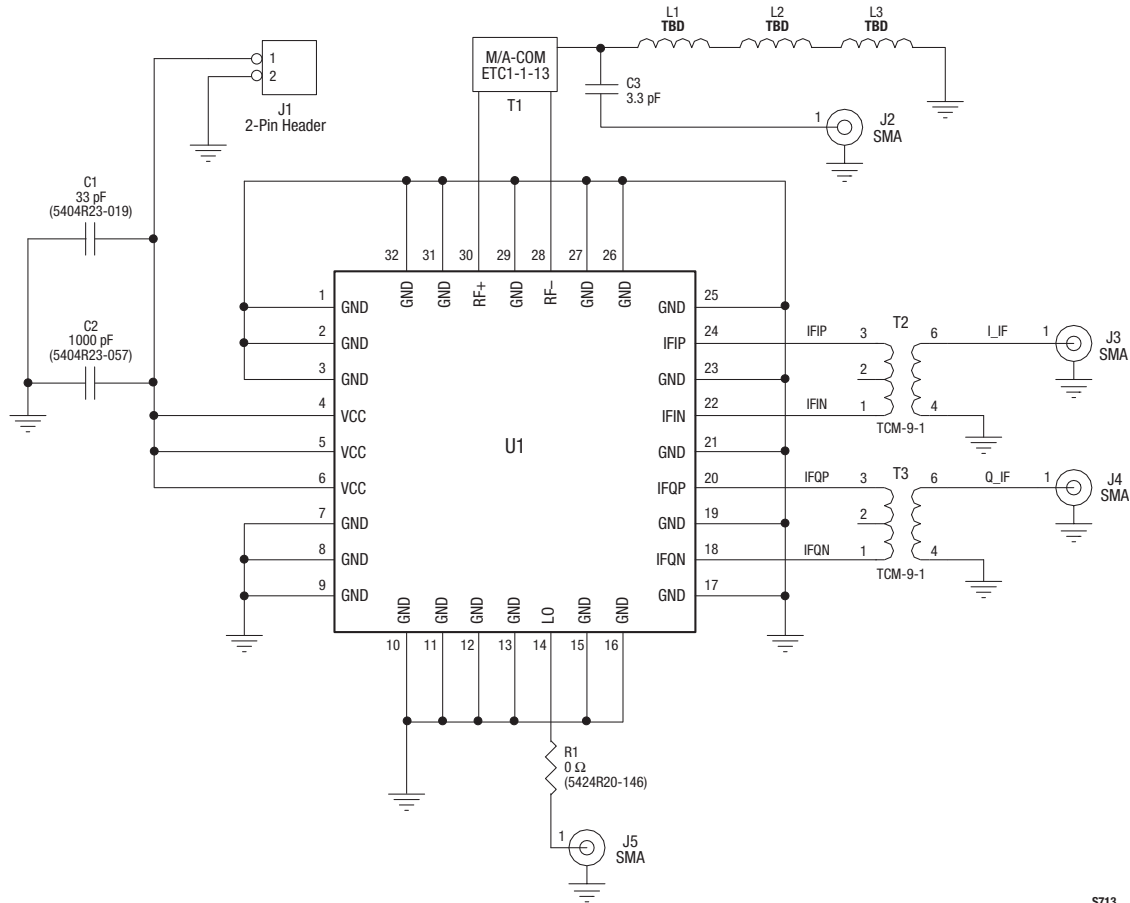 L1
TBD
L2
TBD
L3
TBD
M/A-COM
ETC1-1-13
T1
C3
3.3 pF
1
J2
SMA
1
2
J1
2-Pin Header
C1
33 pF
(5404R23-019)
C2
1000 pF
(5404R23-057)
32
31
30
29
28
27
26
GND
GND
RF+
GND
RF–
GND
GND
1
GND
2
GND
3
GND
4
VCC
5
VCC
6
VCC
7
GND
8
GND
9
GND
U1
25
GND
24
IFIP
23
GND
22
IFIN
21
GND
20
IFQP
19
GND
18
IFQN
17
GND
IFIP
3
T2
6
I_IF
1
J3
SMA
2
IFIN
1
4
TCM-9-1
IFQP
3
T3
6
Q_IF
1
J4
SMA
2
IFQN
1
4
TCM-9-1
GND
GND
GND
GND
LO
GND
GND
10
11
12
13
14
15
16
R1
0 Ω
(5424R20-146)
1
J5
SMA
S713